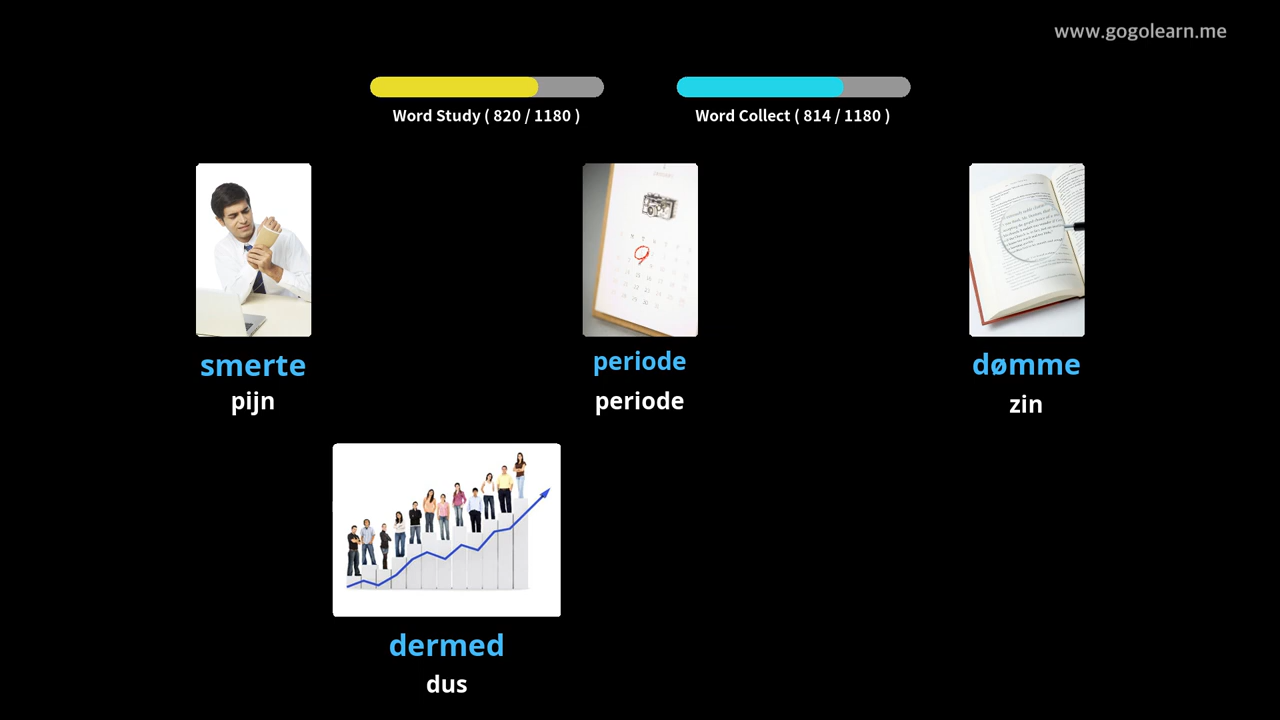 www.gogolearn.me
Word Study ( 820 / 1180 )
Word Collect ( 814 / 1180 )
smerte
pijn
periode
periode
dømme
zin
dermed
dus